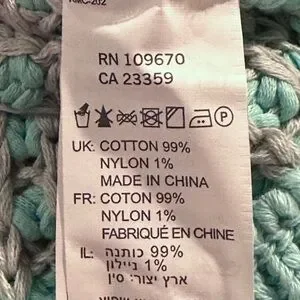 RN 109670
CA 23359
UK: COTTON 99%
NYLON 1%
MADE IN CHINA
FR: COTON 99%
NYLON 1%
FABRIQUÉ EN CHINE
IL: 99% כותנה
1% ניילון
ארץ יצור: סין